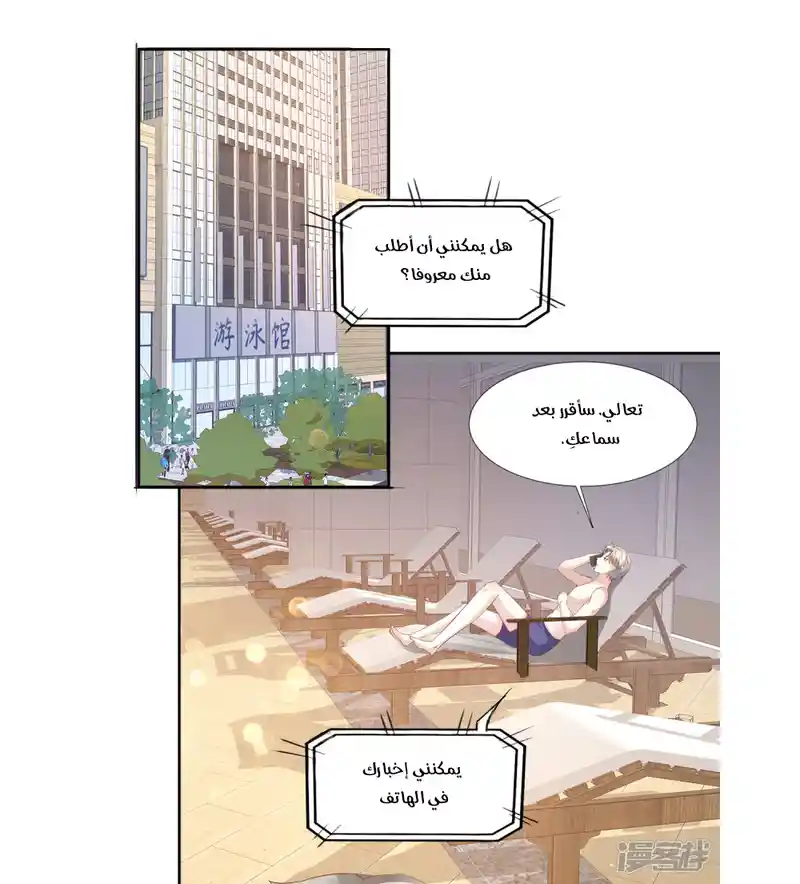 هل يمكنني أن أطلب
منك معروفا؟
游泳馆
تعالي. سأقرر بعد
سماعكِ.
يمكنني إخبارك
في الهاتف
漫客栈